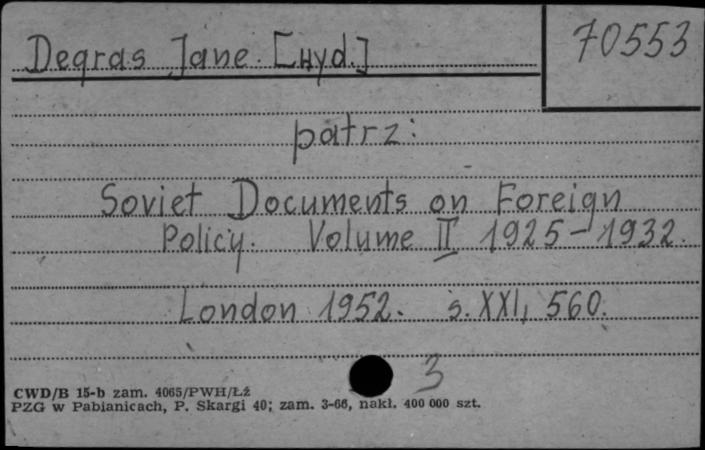 Degras Jane. [Wyd.]
70553
patrz:
Soviet Documents on Foreign
Policy. Volume II 1925-1932.
London 1952. s. XXI, 560.
3
CWD/B 15-b zam. 4065/PWH/Łź
PZG w Pabianicach, P. Skargi 40; zam. 3-66, nakł. 400 000 szt.